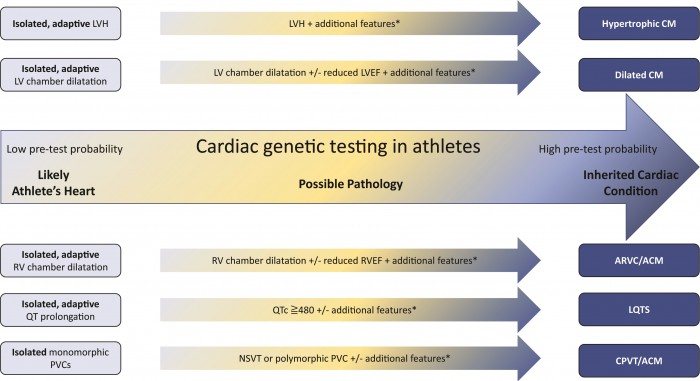 Isolated, adaptive LVH
LVH + additional features*
Hypertrophic CM
Isolated, adaptive
LV chamber dilatation
LV chamber dilatation +/- reduced LVEF + additional features*
Dilated CM
Cardiac genetic testing in athletes
Low pre-test probability
High pre-test probability
Likely
Athlete's Heart
Possible Pathology
Inherited Cardiac
Condition
Isolated, adaptive
RV chamber dilatation
RV chamber dilatation +/- reduced RVEF + additional features*
ARVC/ACM
Isolated, adaptive
QT prolongation
QTc ≧480 +/- additional features*
LQTS
Isolated monomorphic
PVCs
NSVT or polymorphic PVC +/- additional features*
CPVT/ACM